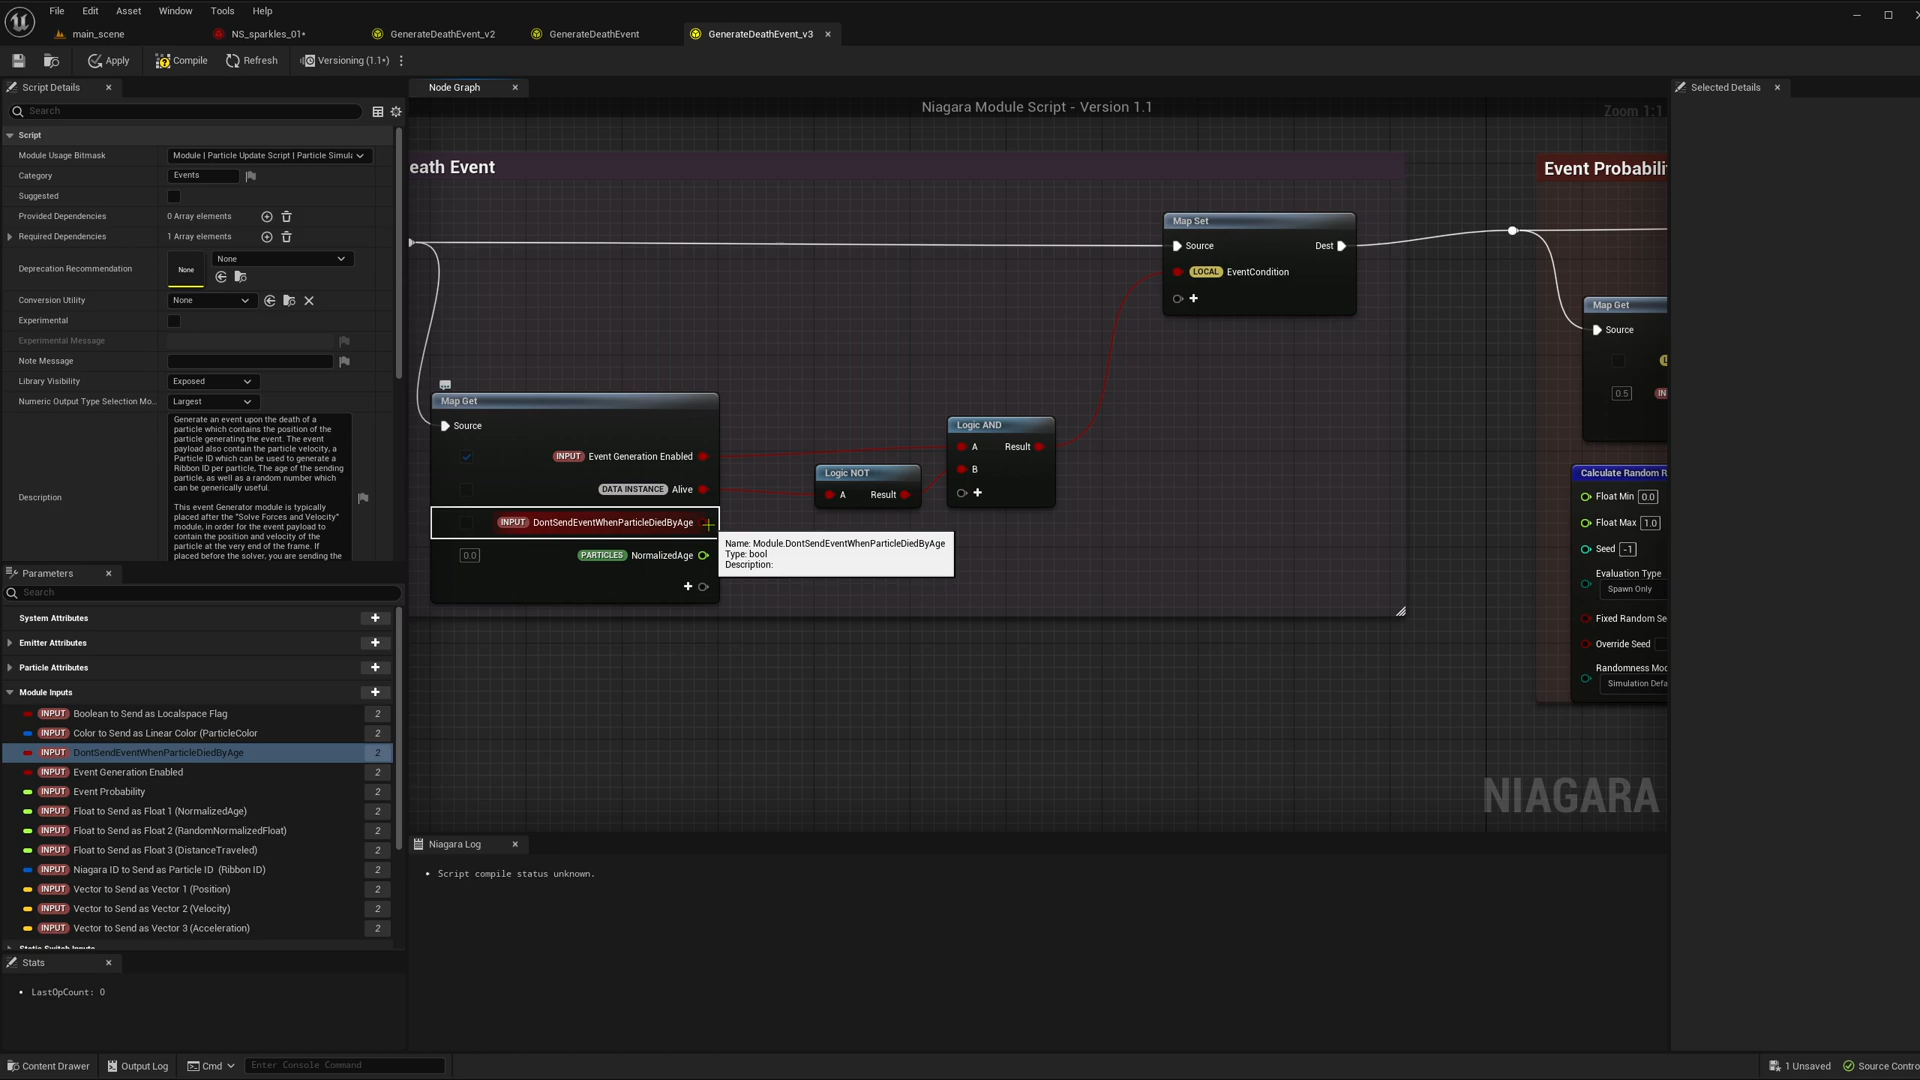 File Edit Asset Window Tools Help
main_scene NS_sparkles_01* GenerateDeathEvent_v2 GenerateDeathEvent GenerateDeathEvent_v3
Apply Compile Refresh Versioning (1.1*)
Script Details
Search
Script
Module Usage Bitmask Module | Particle Update Script | Particle Simula
Category Events
Suggested
Provided Dependencies 0 Array elements
Required Dependencies 1 Array elements
Deprecation Recommendation None None
Conversion Utility None
Experimental
Experimental Message
Note Message
Library Visibility Exposed
Numeric Output Type Selection Mo... Largest
Description
Generate an event upon the death of a
particle which contains the position of the
particle generating the event. The event
payload also contain the particle velocity, a
Particle ID which can be used to generate a
Ribbon ID per particle, The age of the sending
particle, as well as a random number which
can be generically useful.
This event Generator module is typically
placed after the "Solve Forces and Velocity"
module, in order for the event payload to
contain the position and velocity of the
particle at the very end of the frame. If
placed before the solver, you are sending the
Parameters
Search
System Attributes
Emitter Attributes
Particle Attributes
Module Inputs
INPUT Boolean to Send as Localspace Flag 2
INPUT Color to Send as Linear Color (ParticleColor 2
INPUT DontSendEventWhenParticleDiedByAge 2
INPUT Event Generation Enabled 2
INPUT Event Probability 2
INPUT Float to Send as Float 1 (NormalizedAge) 2
INPUT Float to Send as Float 2 (RandomNormalizedFloat) 2
INPUT Float to Send as Float 3 (DistanceTraveled) 2
INPUT Niagara ID to Send as Particle ID (Ribbon ID) 2
INPUT Vector to Send as Vector 1 (Position) 2
INPUT Vector to Send as Vector 2 (Velocity) 2
INPUT Vector to Send as Vector 3 (Acceleration) 2
Static Switch Inputs
Stats
LastOpCount: 0
Node Graph
Niagara Module Script - Version 1.1
Zoom 1:1
eath Event
Map Set
Source Dest
LOCAL EventCondition
Map Get
Source
INPUT Event Generation Enabled
DATA INSTANCE Alive
INPUT DontSendEventWhenParticleDiedByAge
0.0 PARTICLES NormalizedAge
Logic NOT
A Result
Logic AND
A Result
B
Name: Module.DontSendEventWhenParticleDiedByAge
Type: bool
Description:
Event Probabili
Map Get
Source
0.5 IN
Calculate Random R
Float Min 0.0
Float Max 1.0
Seed -1
Evaluation Type
Spawn Only
Fixed Random Se
Override Seed
Randomness Mod
Simulation Defa
NIAGARA
Niagara Log
Script compile status unknown.
Selected Details
Content Drawer Output Log Cmd Enter Console Command 1 Unsaved Source Contro